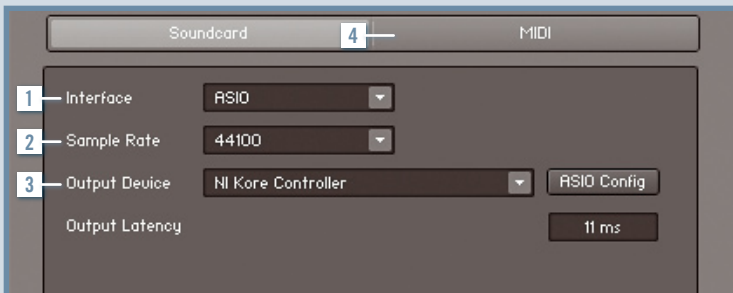 Soundcard 4 MIDI
1 Interface ASIO
2 Sample Rate 44100
3 Output Device NI Kore Controller ASIO Config
Output Latency 11 ms